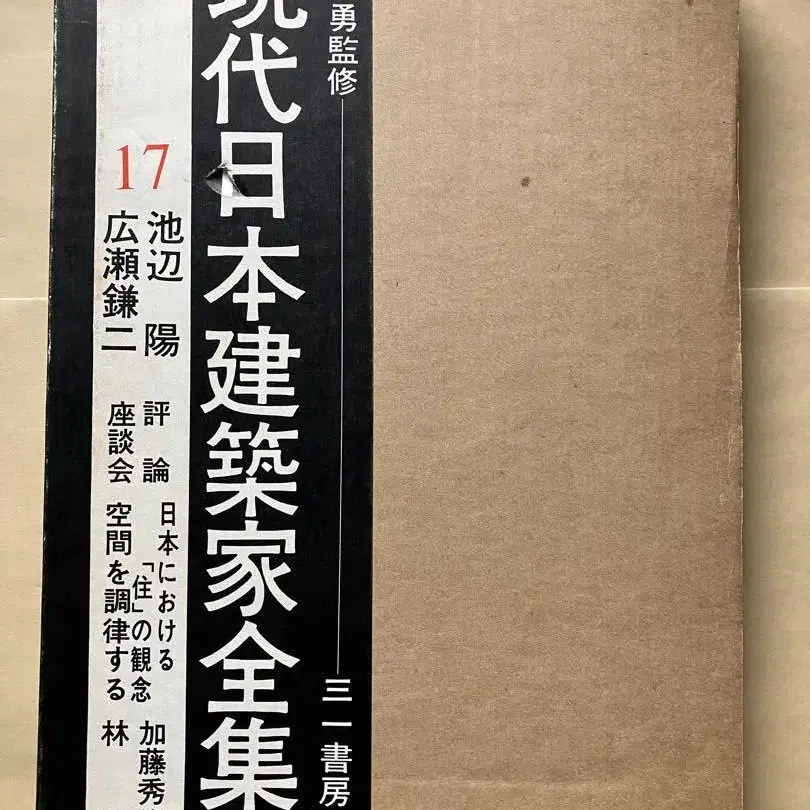 勇監修
三一書房
現代日本建築家全集
17
池辺 陽
広瀬鎌二
評論
座談会
日本における
「住」の観念
空間を調律する
加藤秀
林